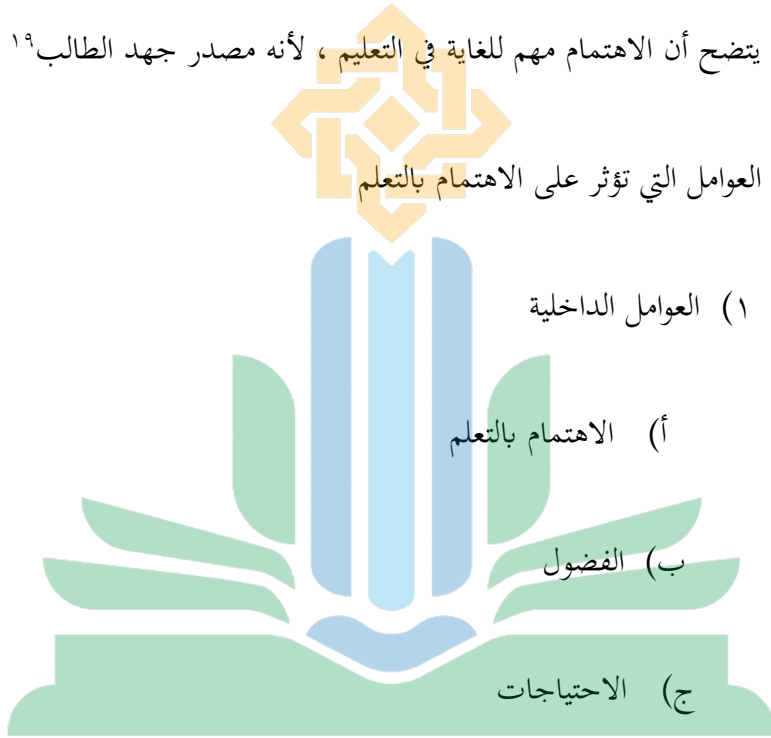 يتضح أن الاهتمام مهم للغاية في التعليم ، لأنه مصدر جهد الطالب١٩
العوامل التي تؤثر على الاهتمام بالتعلم
١) العوامل الداخلية
أ) الاهتمام بالتعلم
ب) الفضول
ج) الاحتياجات